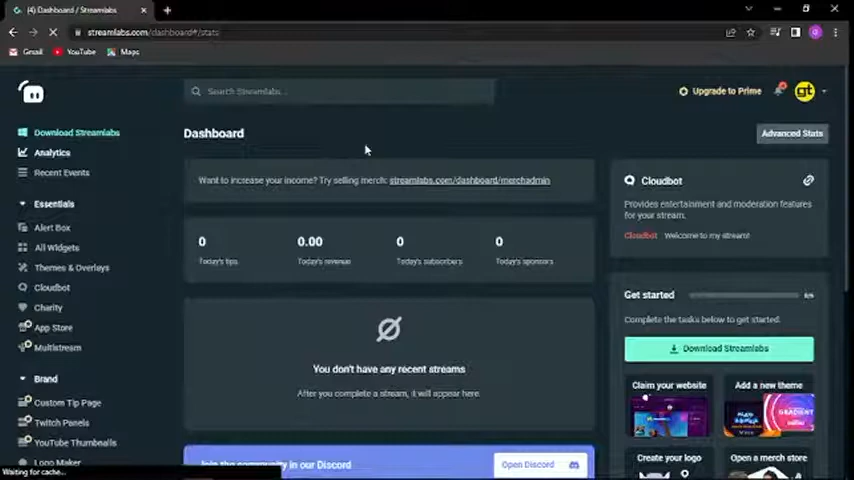 (4) Dashboard / Streamlabs
streamlabs.com/dashboard#/stats
Gmail
YouTube
Maps
Search Streamlabs...
Upgrade to Prime
gt
Download Streamlabs
Analytics
Recent Events
Essentials
Alert Box
All Widgets
Themes & Overlays
Cloudbot
Charity
App Store
Multistream
Brand
Custom Tip Page
Twitch Panels
YouTube Thumbnails
Logo Maker
Dashboard
Advanced Stats
Want to increase your income? Try selling merch: streamlabs.com/dashboard/merchadmin
0
Today's tips
0.00
Today's revenue
0
Today's subscribers
0
Today's sponsors
You don't have any recent streams
After you complete a stream, it will appear here.
Join the community in our Discord
Open Discord
Cloudbot
Provides entertainment and moderation features
for your stream.
Cloudbot Welcome to my stream!
Get started
Complete the tasks below to get started.
Download Streamlabs
Claim your website
Add a new theme
Create your logo
Open a merch store
Waiting for cache...